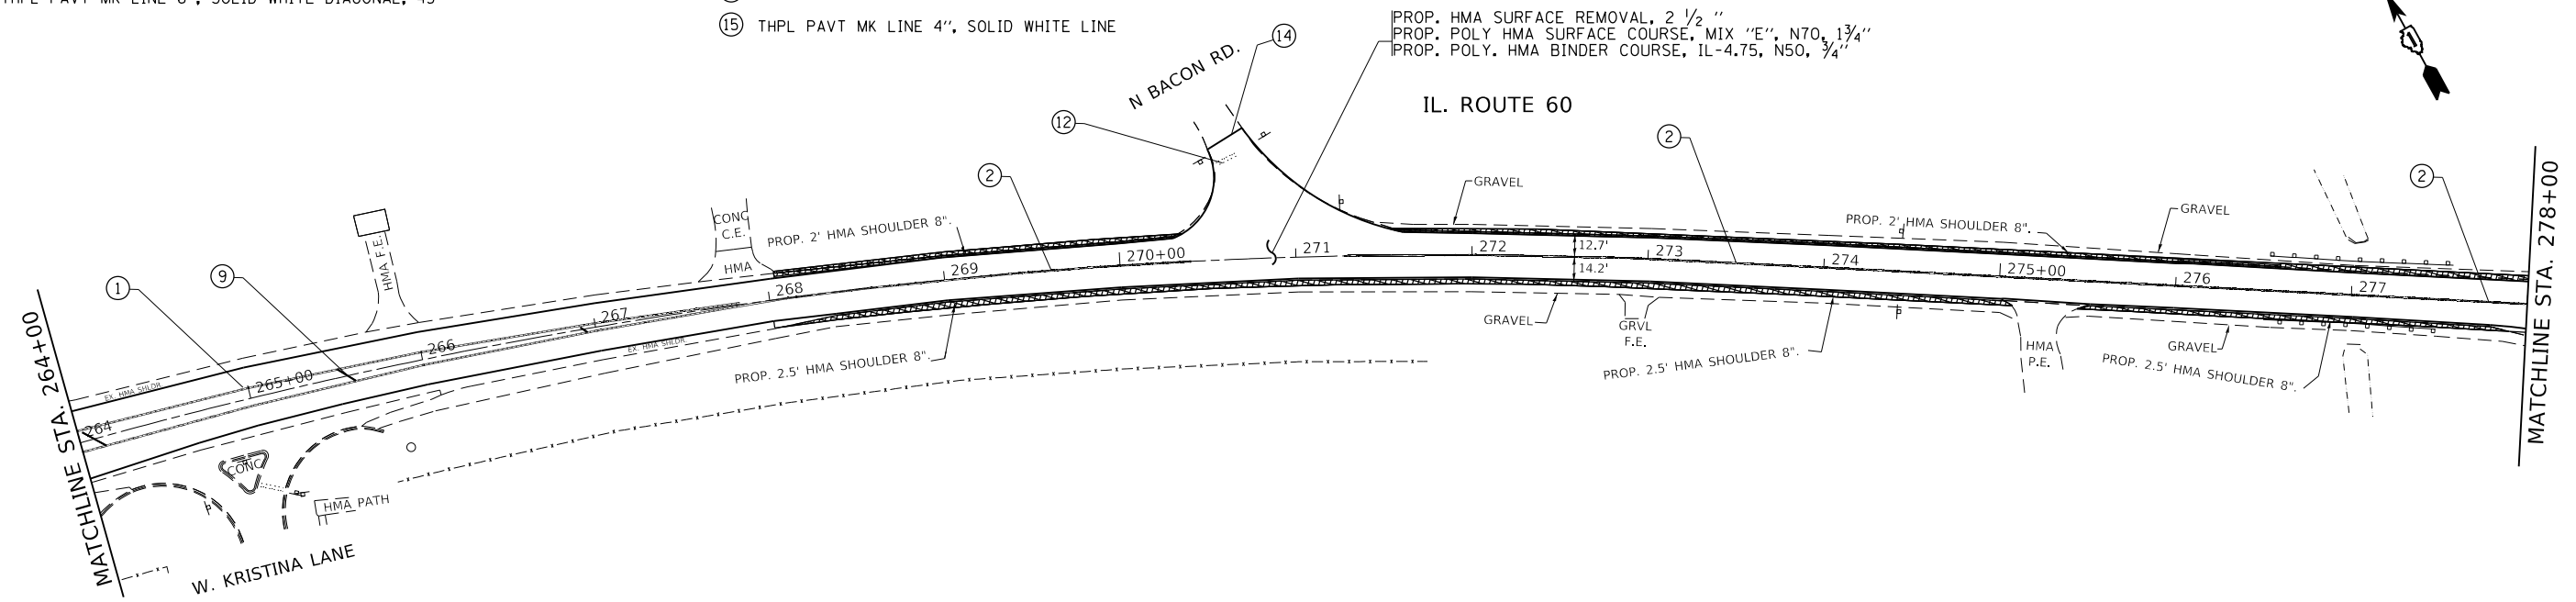 THPL PAVT MK LINE 8", SOLID WHITE DIAGONAL, 45
15 THPL PAVT MK LINE 4", SOLID WHITE LINE
PROP. HMA SURFACE REMOVAL, 2 1/2 "
PROP. POLY HMA SURFACE COURSE, MIX "E", N70, 1 3/4"
PROP. POLY. HMA BINDER COURSE, IL-4.75, N50, 3/4"
N BACON RD.
14
IL. ROUTE 60
12
2
2
2
GRAVEL
GRAVEL
PROP. 2' HMA SHOULDER 8".
PROP. 2' HMA SHOULDER 8".
CONC
C.E.
HMA
HMA F.E.
1
9
MATCHLINE STA. 264+00
264
265+00
266
267
268
269
270+00
271
272
273
274
275+00
276
277
12.7'
14.2'
EX. HMA SHLDR
EX. HMA SHLDR
GRAVEL
GRVL
F.E.
HMA
P.E.
GRAVEL
PROP. 2.5' HMA SHOULDER 8".
PROP. 2.5' HMA SHOULDER 8".
PROP. 2.5' HMA SHOULDER 8".
MATCHLINE STA. 278+00
CONC
HMA PATH
W. KRISTINA LANE